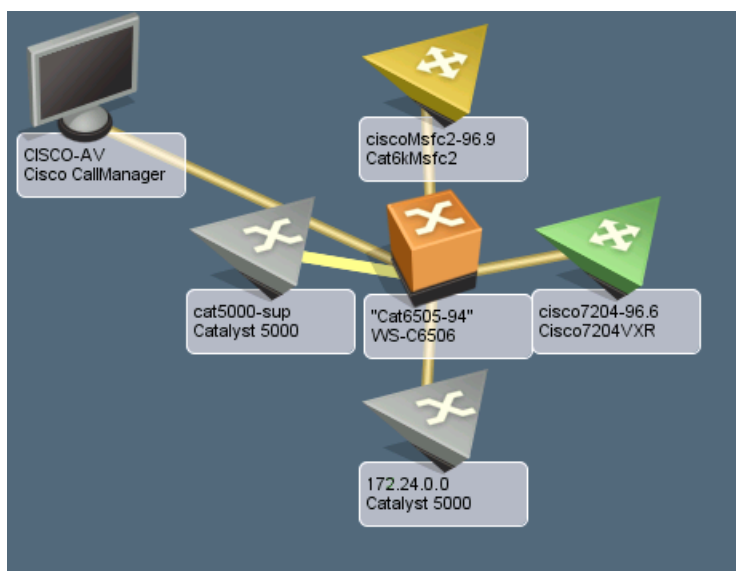 ciscoMsfc2-96.9
Cat6kMsfc2
CISCO-AV
Cisco CallManager
cat5000-sup
Catalyst 5000
"Cat6505-94"
WS-C6506
cisco7204-96.6
Cisco7204VXR
172.24.0.0
Catalyst 5000